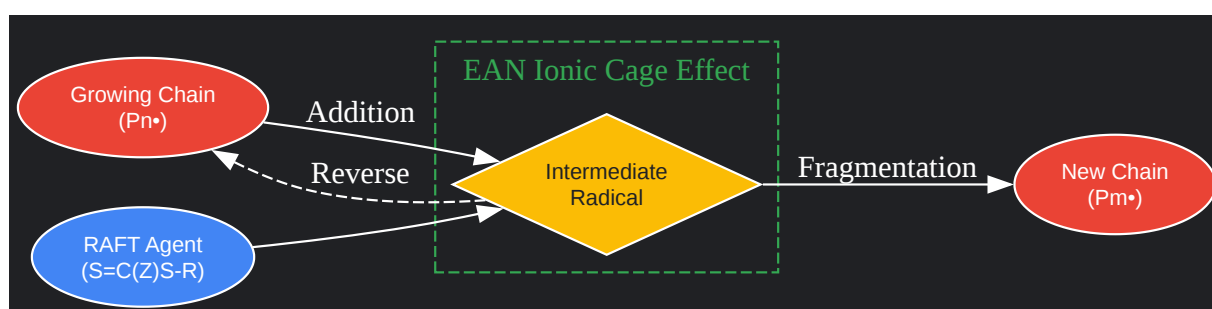 EAN Ionic Cage Effect
Growing Chain
(Pn•)
Addition
Reverse
Intermediate
Radical
Fragmentation
New Chain
(Pm•)
RAFT Agent
(S=C(Z)S-R)